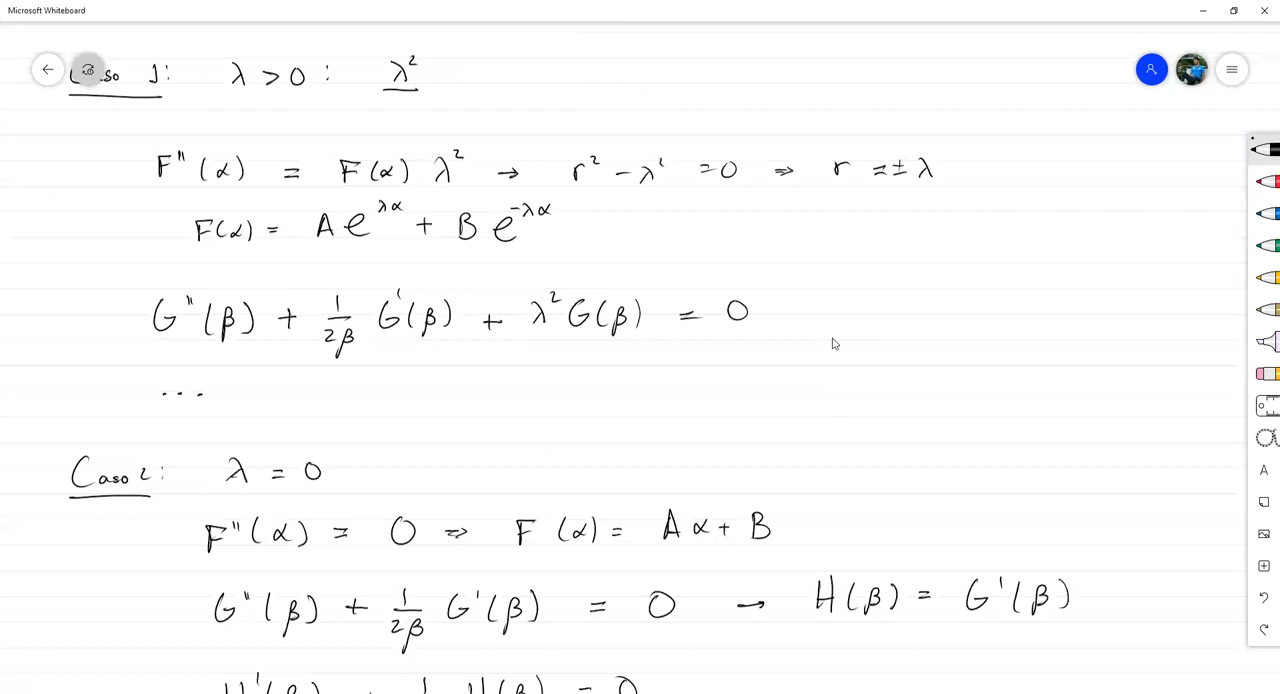 Microsoft Whiteboard
Caso 1: λ > 0 : λ²
F"(α) = F(α) λ² → r² - λ² = 0 ⇒ r = ± λ
F(α) = A e^{λα} + B e^{-λα}
G"(β) + 1/2β G'(β) + λ² G(β) = 0
...
Caso 2: λ = 0
F"(α) = 0 ⇒ F (α) = A α + B
G"(β) + 1/2β G'(β) = 0 → H(β) = G'(β)